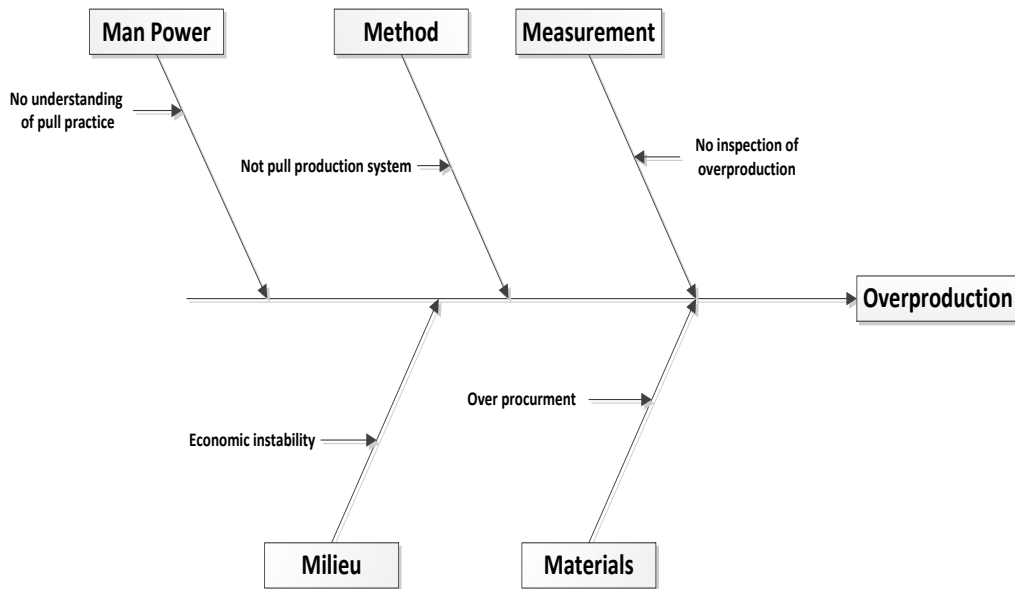 Man Power
Method
Measurement
No understanding
of pull practice
Not pull production system
No inspection of
overproduction
Overproduction
Over procurment
Economic instability
Milieu
Materials